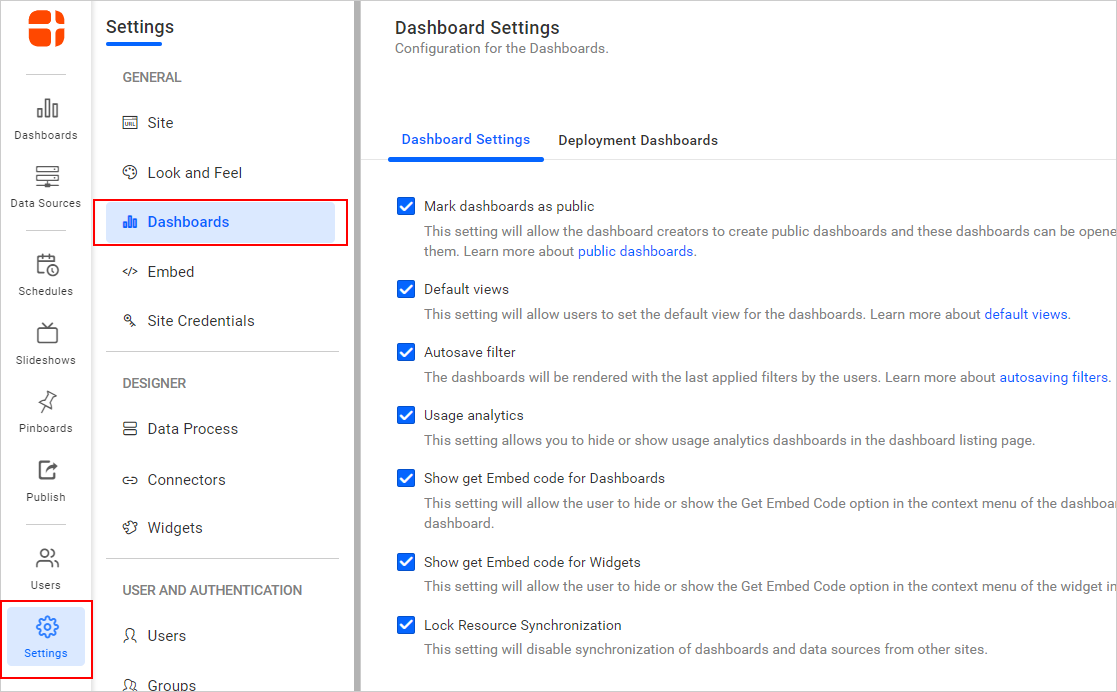 Dashboards
Data Sources
Schedules
Slideshows
Pinboards
Publish
Users
Settings
Settings
GENERAL
URL
Site
Look and Feel
Dashboards
Embed
Site Credentials
DESIGNER
Data Process
Connectors
Widgets
USER AND AUTHENTICATION
Users
Groups
Dashboard Settings
Configuration for the Dashboards.
Dashboard Settings Deployment Dashboards
Mark dashboards as public
This setting will allow the dashboard creators to create public dashboards and these dashboards can be opene
them. Learn more about public dashboards.
Default views
This setting will allow users to set the default view for the dashboards. Learn more about default views.
Autosave filter
The dashboards will be rendered with the last applied filters by the users. Learn more about autosaving filters.
Usage analytics
This setting allows you to hide or show usage analytics dashboards in the dashboard listing page.
Show get Embed code for Dashboards
This setting will allow the user to hide or show the Get Embed Code option in the context menu of the dashboa
dashboard.
Show get Embed code for Widgets
This setting will allow the user to hide or show the Get Embed Code option in the context menu of the widget in
Lock Resource Synchronization
This setting will disable synchronization of dashboards and data sources from other sites.